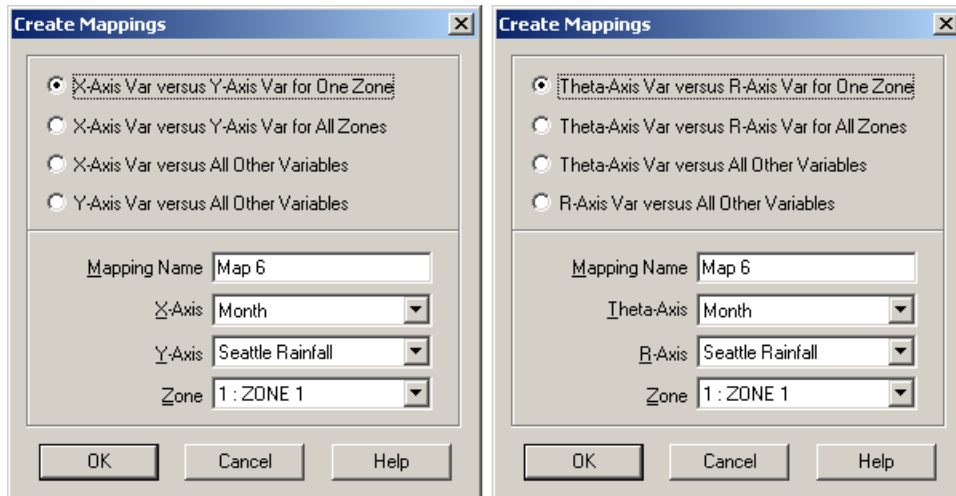 Create Mappings
X-Axis Var versus Y-Axis Var for One Zone
X-Axis Var versus Y-Axis Var for All Zones
X-Axis Var versus All Other Variables
Y-Axis Var versus All Other Variables
Mapping Name Map 6
X-Axis Month
Y-Axis Seattle Rainfall
Zone 1 : ZONE 1
OK Cancel Help
Create Mappings
Theta-Axis Var versus R-Axis Var for One Zone
Theta-Axis Var versus R-Axis Var for All Zones
Theta-Axis Var versus All Other Variables
R-Axis Var versus All Other Variables
Mapping Name Map 6
Theta-Axis Month
R-Axis Seattle Rainfall
Zone 1 : ZONE 1
OK Cancel Help